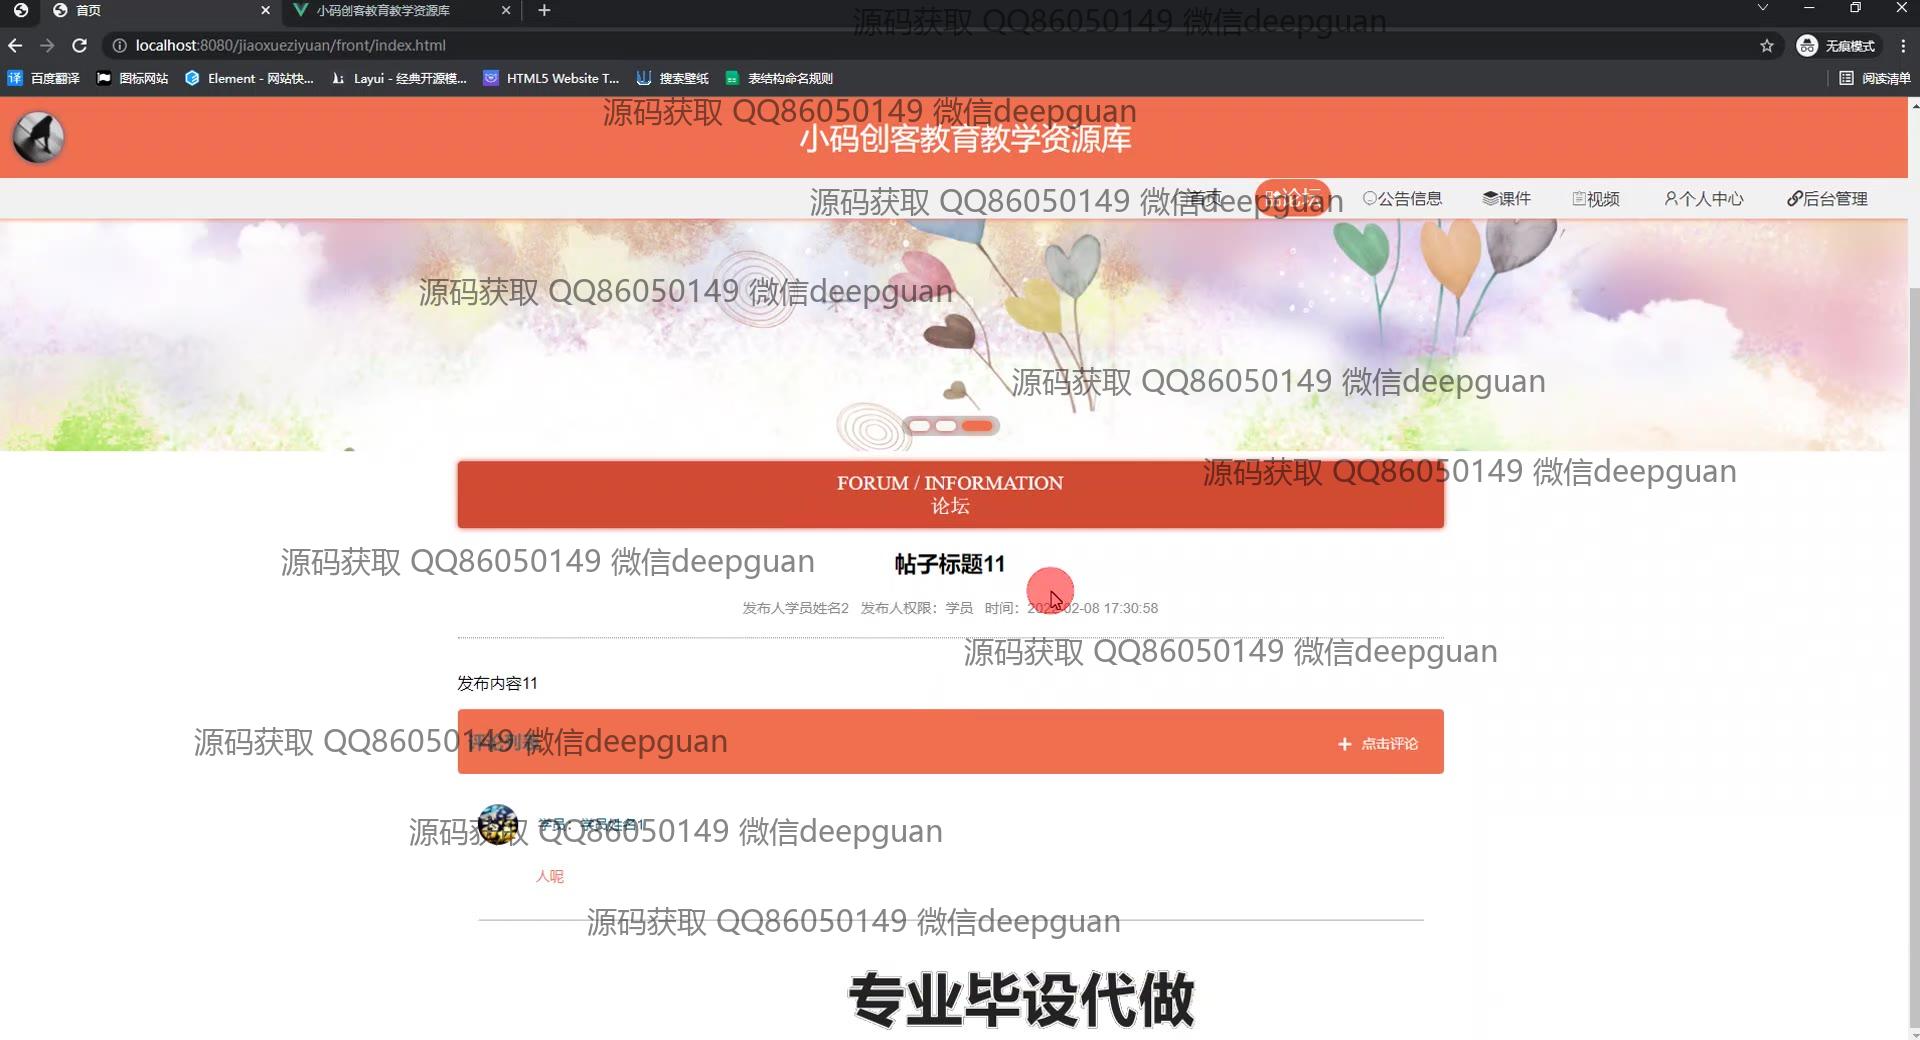 首页
小码创客教育教学资源库
源码获取 QQ86050149 微信deepguan
localhost:8080/jiaoxueziyuan/front/index.html
无痕模式
译 百度翻译
图标网站
Element - 网站快...
Layui - 经典开源模...
HTML5 Website T...
搜索壁纸
表结构命名规则
阅读清单
源码获取 QQ86050149 微信deepguan
小码创客教育教学资源库
源码获取 QQ86050149 微信deepguan
首页
论坛
公告信息
课件
视频
个人中心
后台管理
源码获取 QQ86050149 微信deepguan
源码获取 QQ86050149 微信deepguan
源码获取 QQ86050149 微信deepguan
FORUM / INFORMATION
论坛
源码获取 QQ86050149 微信deepguan
帖子标题11
发布人学员姓名2 发布人权限：学员 时间：2022-02-08 17:30:58
源码获取 QQ86050149 微信deepguan
发布内容11
源码获取 QQ86050149 微信deepguan
评论列表
点击评论
源码获取 QQ86050149 微信deepguan
学员：学员姓名1
人呢
源码获取 QQ86050149 微信deepguan
专业毕设代做